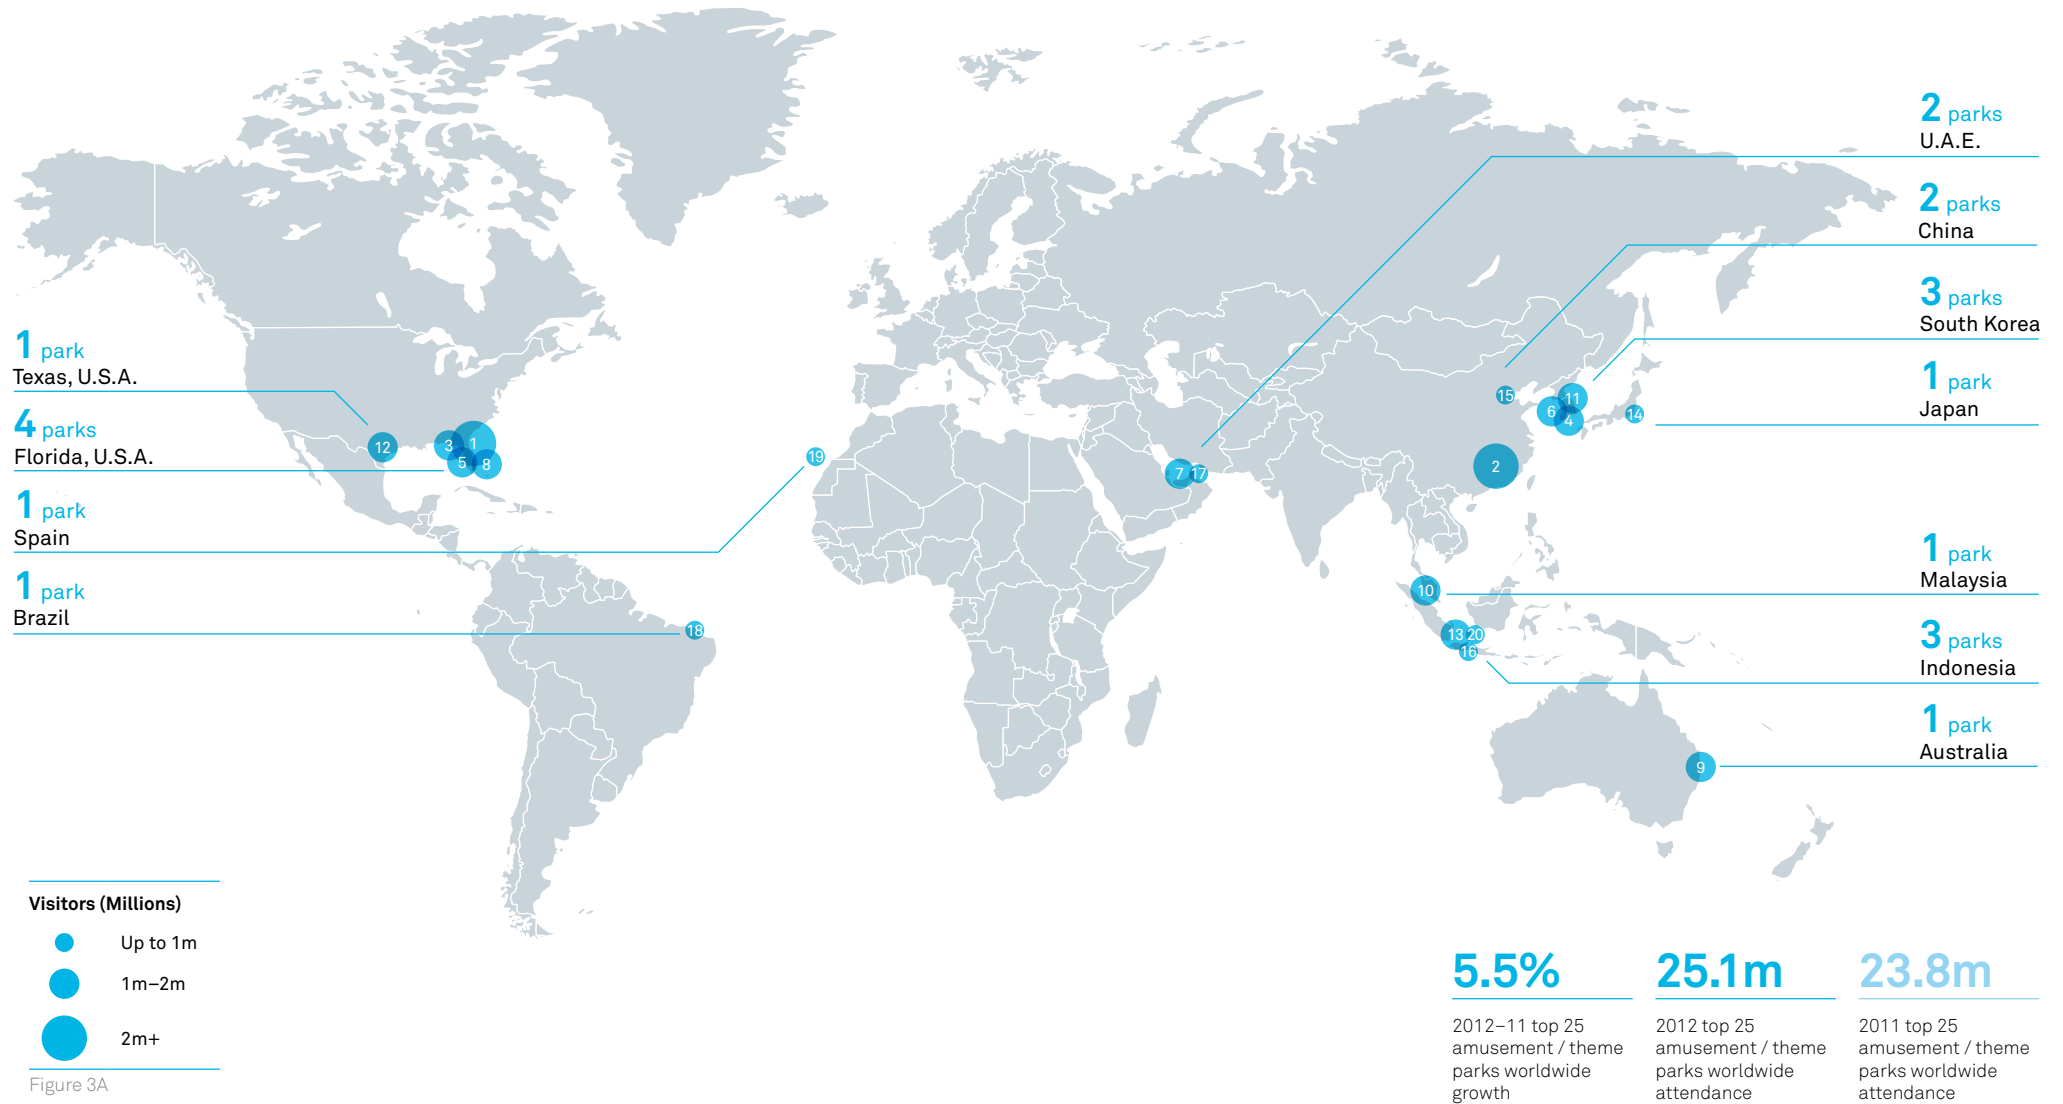 2 parks
U.A.E.
2 parks
China
3 parks
South Korea
1 park
Japan
1 park
Malaysia
3 parks
Indonesia
1 park
Australia
1 park
Texas, U.S.A.
4 parks
Florida, U.S.A.
1 park
Spain
1 park
Brazil
12
3
1
5
8
19
18
7
17
15
11
6
4
14
2
10
13
20
16
9
Visitors (Millions)
Up to 1m
1m–2m
2m+
Figure 3A
5.5%
2012–11 top 25
amusement / theme
parks worldwide
growth
25.1m
2012 top 25
amusement / theme
parks worldwide
attendance
23.8m
2011 top 25
amusement / theme
parks worldwide
attendance